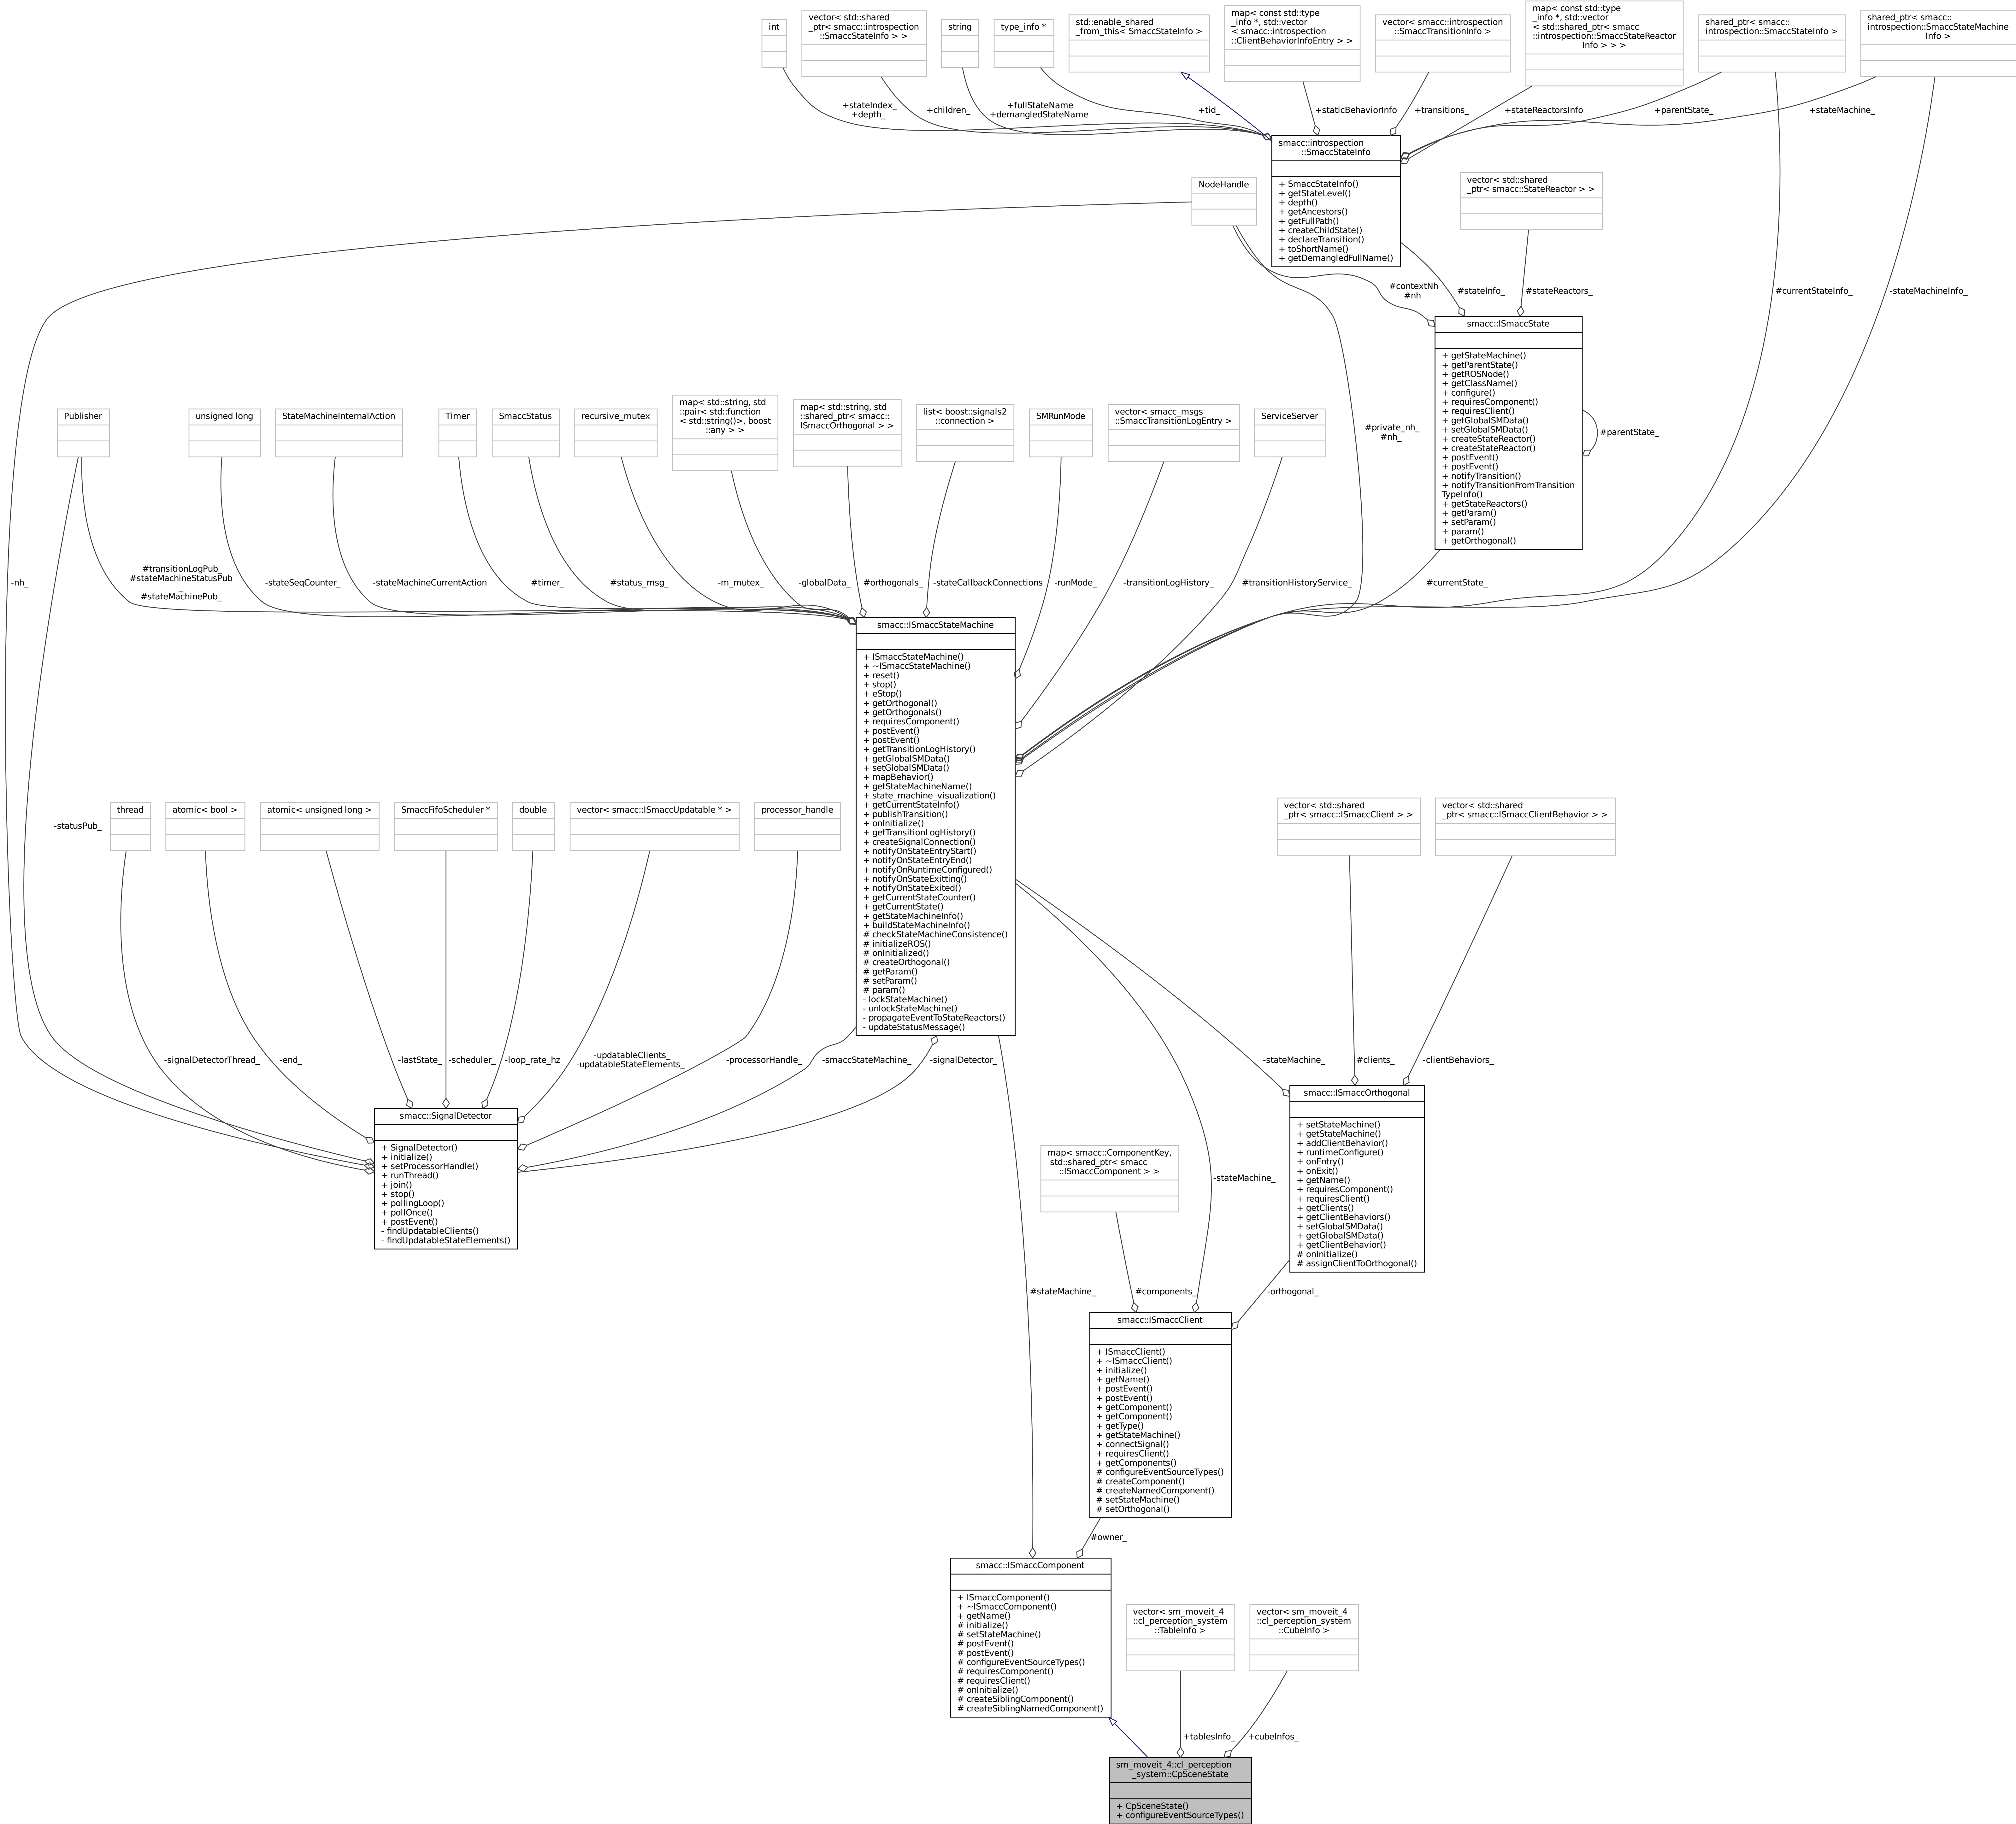 int
vector< std::shared
_ptr< smacc::introspection
::SmaccStateInfo > >
string
type_info *
std::enable_shared
_from_this< SmaccStateInfo >
map< const std::type
_info *, std::vector
< smacc::introspection
::ClientBehaviorInfoEntry > >
vector< smacc::introspection
::SmaccTransitionInfo >
map< const std::type
_info *, std::vector
< std::shared_ptr< smacc
::introspection::SmaccStateReactor
Info > > >
shared_ptr< smacc::
introspection::SmaccStateInfo >
shared_ptr< smacc::
introspection::SmaccStateMachine
Info >
+stateIndex_
+depth_
+children_
+fullStateName
+demangledStateName
+tid_
+staticBehaviorInfo
+transitions_
+stateReactorsInfo
+parentState_
+stateMachine_
smacc::introspection
::SmaccStateInfo
+ SmaccStateInfo()
+ getStateLevel()
+ depth()
+ getAncestors()
+ getFullPath()
+ createChildState()
+ declareTransition()
+ toShortName()
+ getDemangledFullName()
NodeHandle
vector< std::shared
_ptr< smacc::StateReactor > >
#contextNh
#nh
#stateInfo_
#stateReactors_
#currentStateInfo_
-stateMachineInfo_
smacc::ISmaccState
+ getStateMachine()
+ getParentState()
+ getROSNode()
+ getClassName()
+ configure()
+ requiresComponent()
+ requiresClient()
+ getGlobalSMData()
+ setGlobalSMData()
+ createStateReactor()
+ createStateReactor()
+ postEvent()
+ postEvent()
+ notifyTransition()
+ notifyTransitionFromTransition
TypeInfo()
+ getStateReactors()
+ getParam()
+ setParam()
+ param()
+ getOrthogonal()
#parentState_
Publisher
unsigned long
StateMachineInternalAction
Timer
SmaccStatus
recursive_mutex
map< std::string, std
::pair< std::function
< std::string()>, boost
::any > >
map< std::string, std
::shared_ptr< smacc::
ISmaccOrthogonal > >
list< boost::signals2
::connection >
SMRunMode
vector< smacc_msgs
::SmaccTransitionLogEntry >
ServiceServer
#private_nh_
#nh_
-nh_
#transitionLogPub_
#stateMachineStatusPub
_
#stateMachinePub_
-stateSeqCounter_
-stateMachineCurrentAction
#timer_
#status_msg_
-m_mutex_
-globalData_
#orthogonals_
-stateCallbackConnections
-runMode_
-transitionLogHistory_
#transitionHistoryService_
#currentState_
smacc::ISmaccStateMachine
+ ISmaccStateMachine()
+ ~ISmaccStateMachine()
+ reset()
+ stop()
+ eStop()
+ getOrthogonal()
+ getOrthogonals()
+ requiresComponent()
+ postEvent()
+ postEvent()
+ getTransitionLogHistory()
+ getGlobalSMData()
+ setGlobalSMData()
+ mapBehavior()
+ getStateMachineName()
+ state_machine_visualization()
+ getCurrentStateInfo()
+ publishTransition()
+ onInitialize()
+ getTransitionLogHistory()
+ createSignalConnection()
+ notifyOnStateEntryStart()
+ notifyOnStateEntryEnd()
+ notifyOnRuntimeConfigured()
+ notifyOnStateExitting()
+ notifyOnStateExited()
+ getCurrentStateCounter()
+ getCurrentState()
+ getStateMachineInfo()
+ buildStateMachineInfo()
# checkStateMachineConsistence()
# initializeROS()
# onInitialized()
# createOrthogonal()
# getParam()
# setParam()
# param()
- lockStateMachine()
- unlockStateMachine()
- propagateEventToStateReactors()
- updateStatusMessage()
-statusPub_
thread
atomic< bool >
atomic< unsigned long >
SmaccFifoScheduler *
double
vector< smacc::ISmaccUpdatable * >
processor_handle
vector< std::shared
_ptr< smacc::ISmaccClient > >
vector< std::shared
_ptr< smacc::ISmaccClientBehavior > >
-signalDetectorThread_
-end_
-lastState_
-scheduler_
-loop_rate_hz
-updatableClients_
-updatableStateElements_
-processorHandle_
-smaccStateMachine_
-signalDetector_
-stateMachine_
#clients_
-clientBehaviors_
smacc::SignalDetector
+ SignalDetector()
+ initialize()
+ setProcessorHandle()
+ runThread()
+ join()
+ stop()
+ pollingLoop()
+ pollOnce()
+ postEvent()
- findUpdatableClients()
- findUpdatableStateElements()
smacc::ISmaccOrthogonal
+ setStateMachine()
+ getStateMachine()
+ addClientBehavior()
+ runtimeConfigure()
+ onEntry()
+ onExit()
+ getName()
+ requiresComponent()
+ requiresClient()
+ getClients()
+ getClientBehaviors()
+ setGlobalSMData()
+ getGlobalSMData()
+ getClientBehavior()
# onInitialize()
# assignClientToOrthogonal()
map< smacc::ComponentKey,
std::shared_ptr< smacc
::ISmaccComponent > >
-stateMachine_
#stateMachine_
#components_
-orthogonal_
smacc::ISmaccClient
+ ISmaccClient()
+ ~ISmaccClient()
+ initialize()
+ getName()
+ postEvent()
+ postEvent()
+ getComponent()
+ getComponent()
+ getType()
+ getStateMachine()
+ connectSignal()
+ requiresClient()
+ getComponents()
# configureEventSourceTypes()
# createComponent()
# createNamedComponent()
# setStateMachine()
# setOrthogonal()
#owner_
smacc::ISmaccComponent
+ ISmaccComponent()
+ ~ISmaccComponent()
+ getName()
# initialize()
# setStateMachine()
# postEvent()
# postEvent()
# configureEventSourceTypes()
# requiresComponent()
# requiresClient()
# onInitialize()
# createSiblingComponent()
# createSiblingNamedComponent()
vector< sm_moveit_4
::cl_perception_system
::TableInfo >
vector< sm_moveit_4
::cl_perception_system
::CubeInfo >
+tablesInfo_
+cubeInfos_
sm_moveit_4::cl_perception
_system::CpSceneState
+ CpSceneState()
+ configureEventSourceTypes()